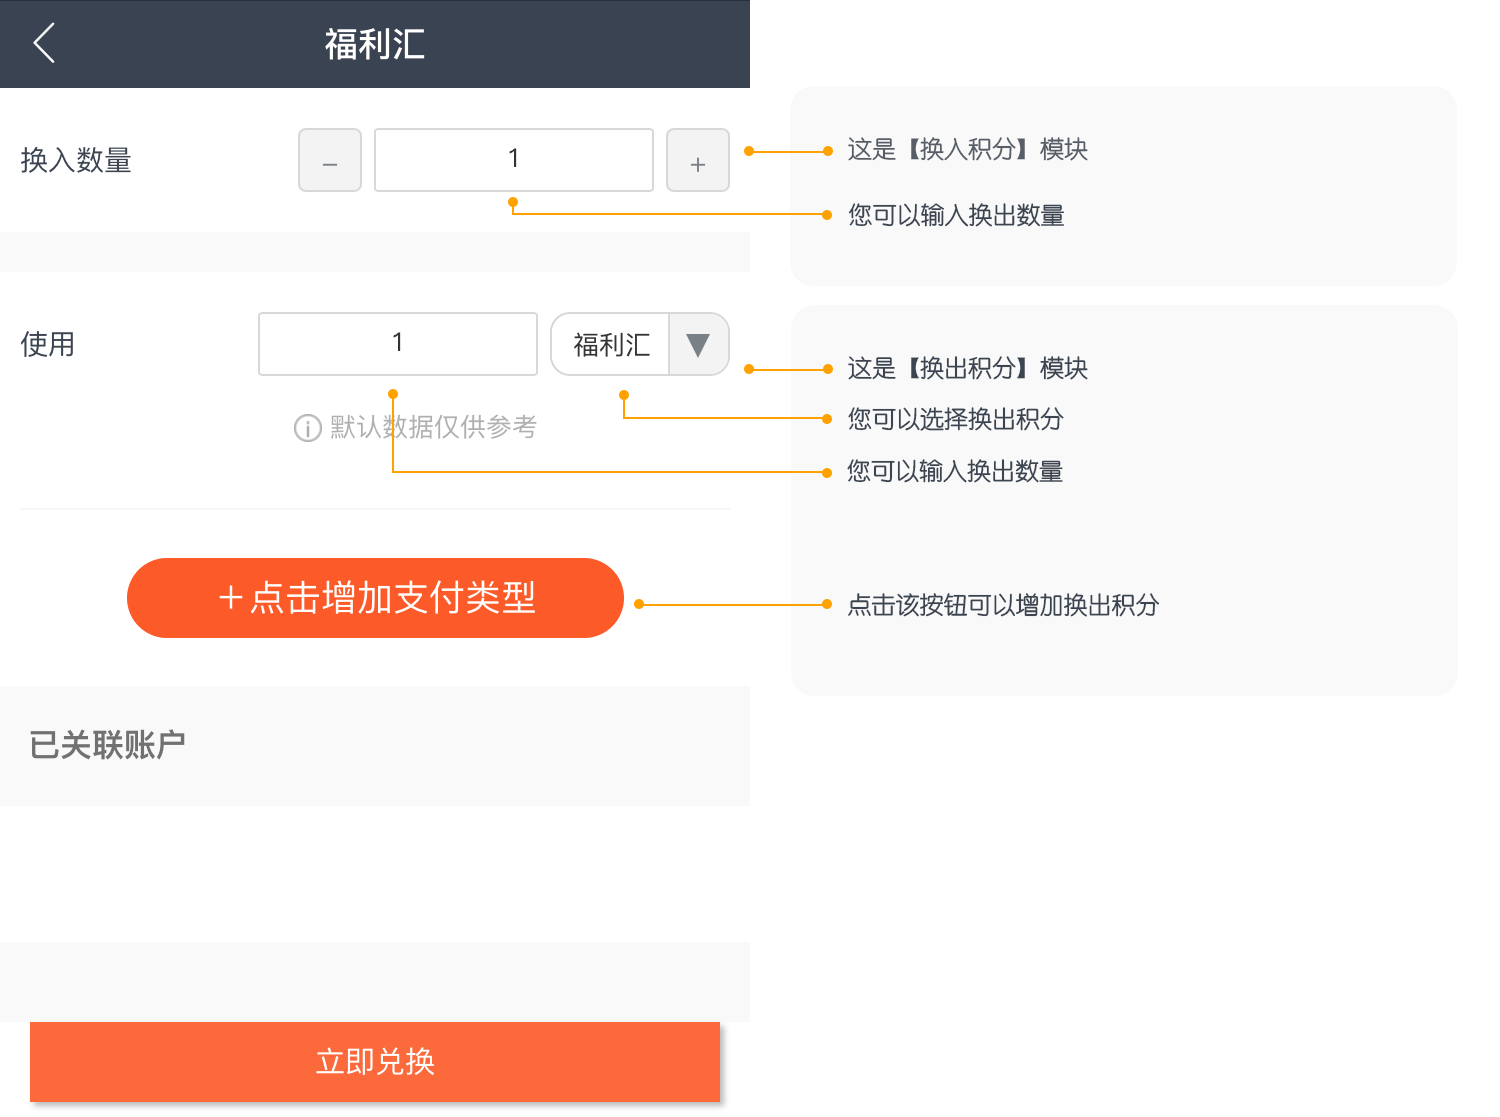 福利汇
换入数量
−
1
+
这是【换入积分】模块
您可以输入换出数量
使用
1
福利汇
▼
这是【换出积分】模块
您可以选择换出积分
默认数据仅供参考
您可以输入换出数量
+点击增加支付类型
点击该按钮可以增加换出积分
已关联账户
立即兑换